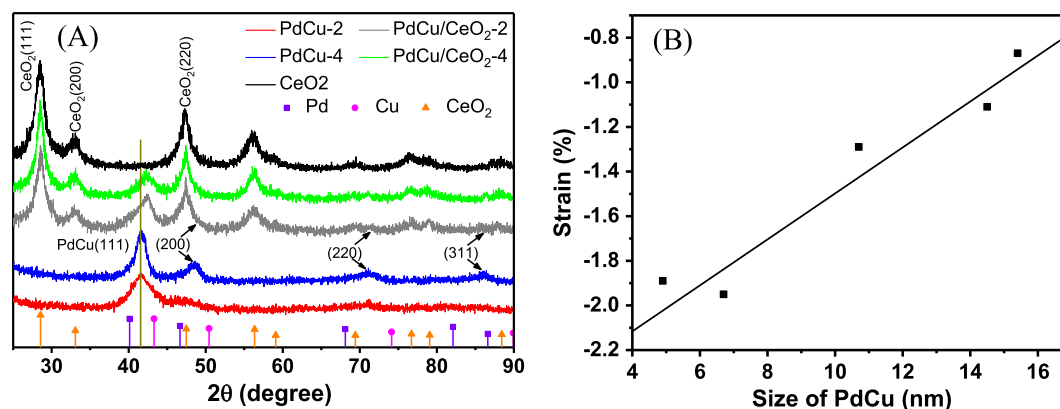 (A)
PdCu-2
PdCu/CeO₂-2
PdCu-4
PdCu/CeO₂-4
CeO2
Pd
Cu
CeO₂
CeO₂(111)
CeO₂(200)
CeO₂(220)
PdCu(111)
(200)
(220)
(311)
30 40 50 60 70 80 90
2θ (degree)
(B)
-0.8
-1.0
-1.2
-1.4
-1.6
-1.8
-2.0
-2.2
Strain (%)
4 6 8 10 12 14 16
Size of PdCu (nm)